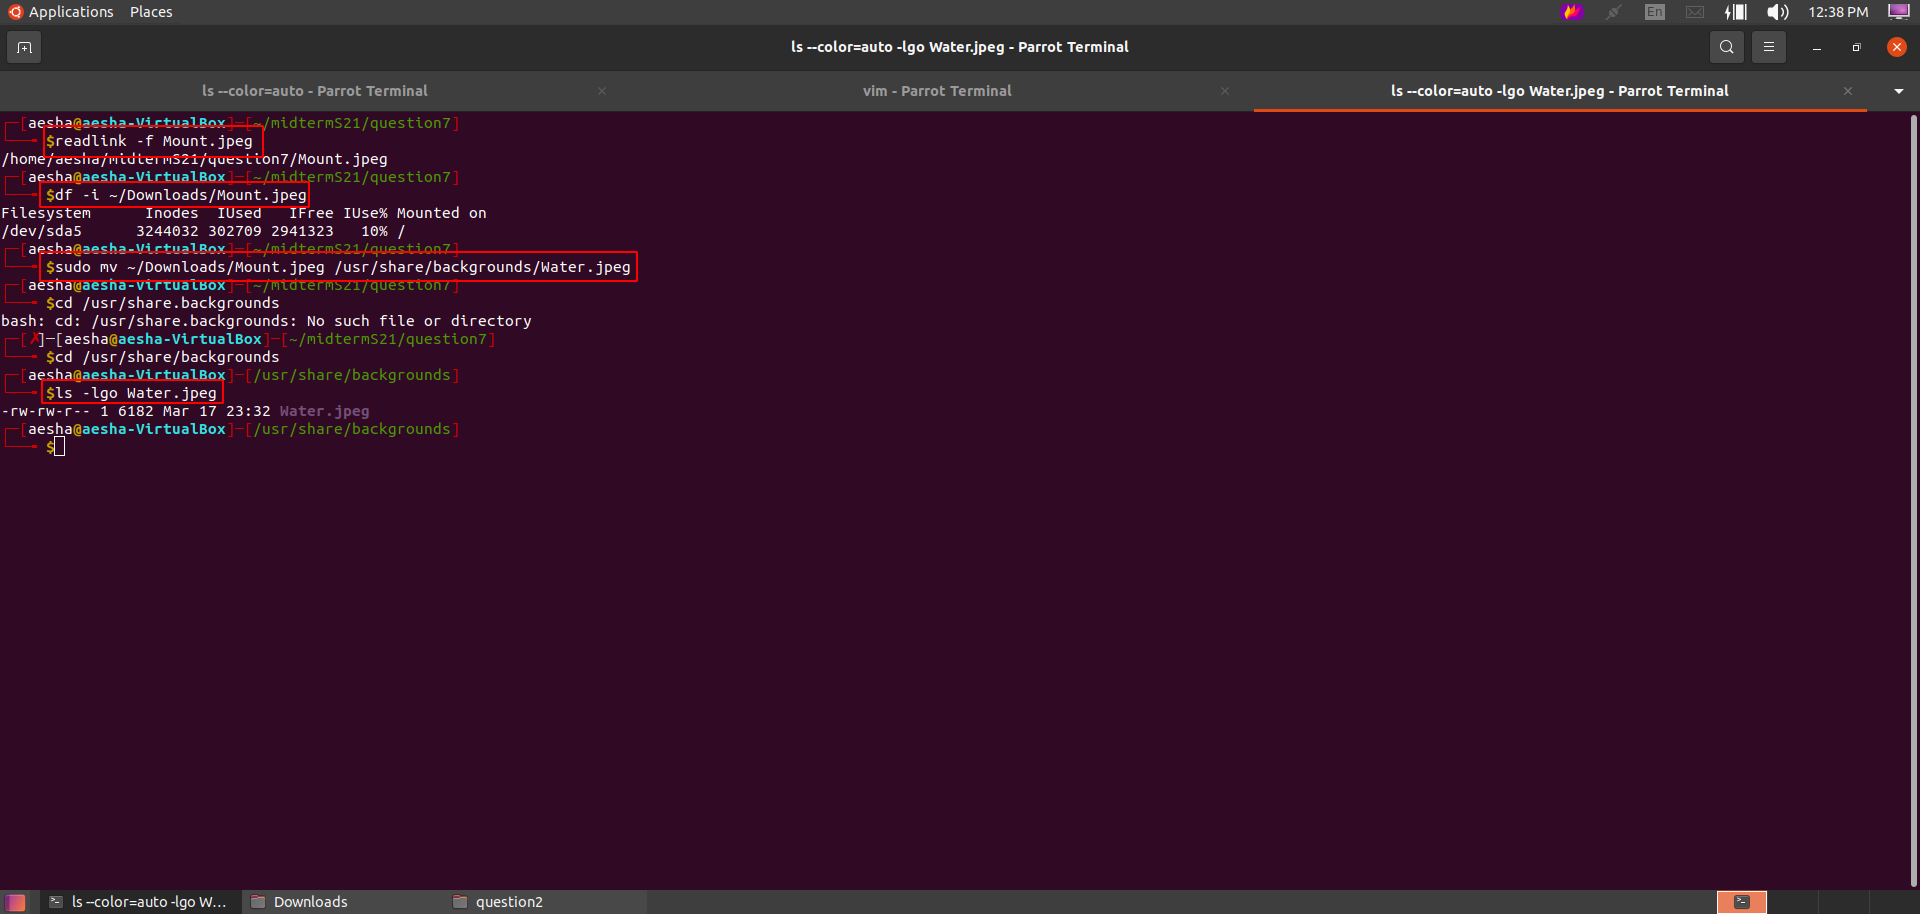 Applications Places En 12:38 PM
ls --color=auto -lgo Water.jpeg - Parrot Terminal
ls --color=auto - Parrot Terminal
vim - Parrot Terminal
ls --color=auto -lgo Water.jpeg - Parrot Terminal
┌─[aesha@aesha-VirtualBox]─[~/midtermS21/question7]
└──╼ $readlink -f Mount.jpeg
/home/aesha/midtermS21/question7/Mount.jpeg
┌─[aesha@aesha-VirtualBox]─[~/midtermS21/question7]
└──╼ $df -i ~/Downloads/Mount.jpeg
Filesystem      Inodes  IUsed   IFree IUse% Mounted on
/dev/sda5      3244032 302709 2941323   10% /
┌─[aesha@aesha-VirtualBox]─[~/midtermS21/question7]
└──╼ $sudo mv ~/Downloads/Mount.jpeg /usr/share/backgrounds/Water.jpeg
┌─[aesha@aesha-VirtualBox]─[~/midtermS21/question7]
└──╼ $cd /usr/share.backgrounds
bash: cd: /usr/share.backgrounds: No such file or directory
┌─[✗]─[aesha@aesha-VirtualBox]─[~/midtermS21/question7]
└──╼ $cd /usr/share/backgrounds
┌─[aesha@aesha-VirtualBox]─[/usr/share/backgrounds]
└──╼ $ls -lgo Water.jpeg
-rw-rw-r-- 1 6182 Mar 17 23:32 Water.jpeg
┌─[aesha@aesha-VirtualBox]─[/usr/share/backgrounds]
└──╼ $
ls --color=auto -lgo W... Downloads question2